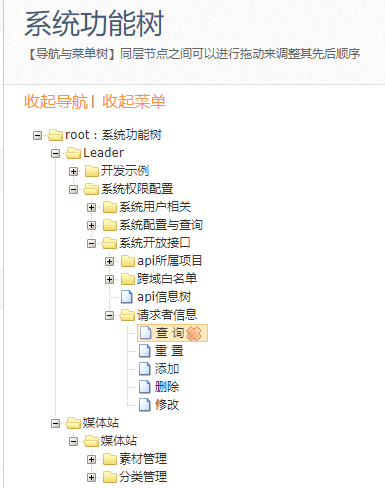 系统功能树
【导航与菜单树】同层节点之间可以进行拖动来调整其先后顺序
收起导航 | 收起菜单
root：系统功能树
Leader
开发示例
系统权限配置
系统用户相关
系统配置与查询
系统开放接口
api所属项目
跨域白名单
api信息树
请求者信息
查 询
重 置
添加
删除
修改
媒体站
媒体站
素材管理
分类管理